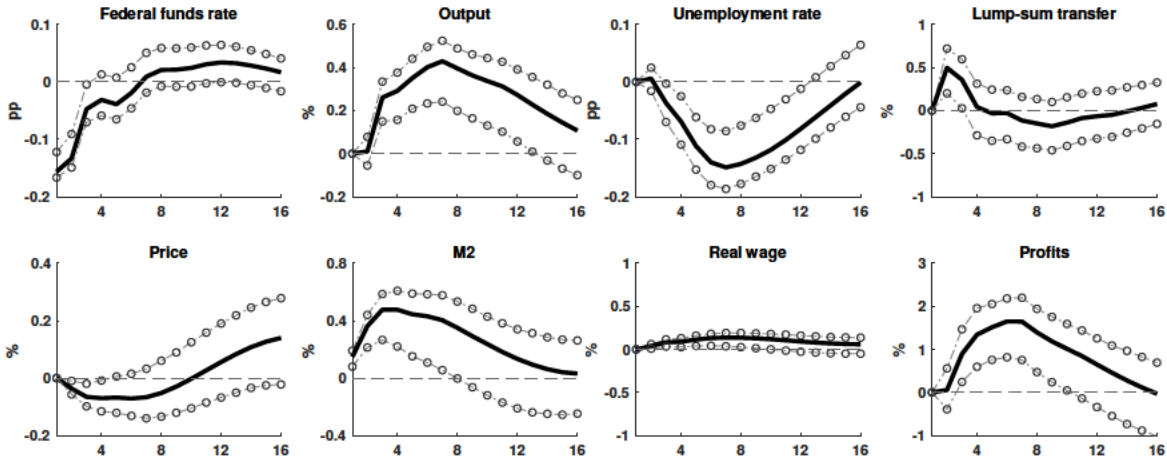 Federal funds rate
0.1
0
-0.1
-0.2
pp
4 8 12 16
Output
0.6
0.4
0.2
0
-0.2
%
4 8 12 16
Unemployment rate
0.1
0
-0.1
-0.2
pp
4 8 12 16
Lump-sum transfer
1
0.5
0
-0.5
-1
%
4 8 12 16
Price
0.4
0.2
0
-0.2
%
4 8 12 16
M2
0.8
0.4
0
-0.4
%
4 8 12 16
Real wage
1
0.5
0
-0.5
-1
%
4 8 12 16
Profits
3
2
1
0
1
%
4 8 12 16